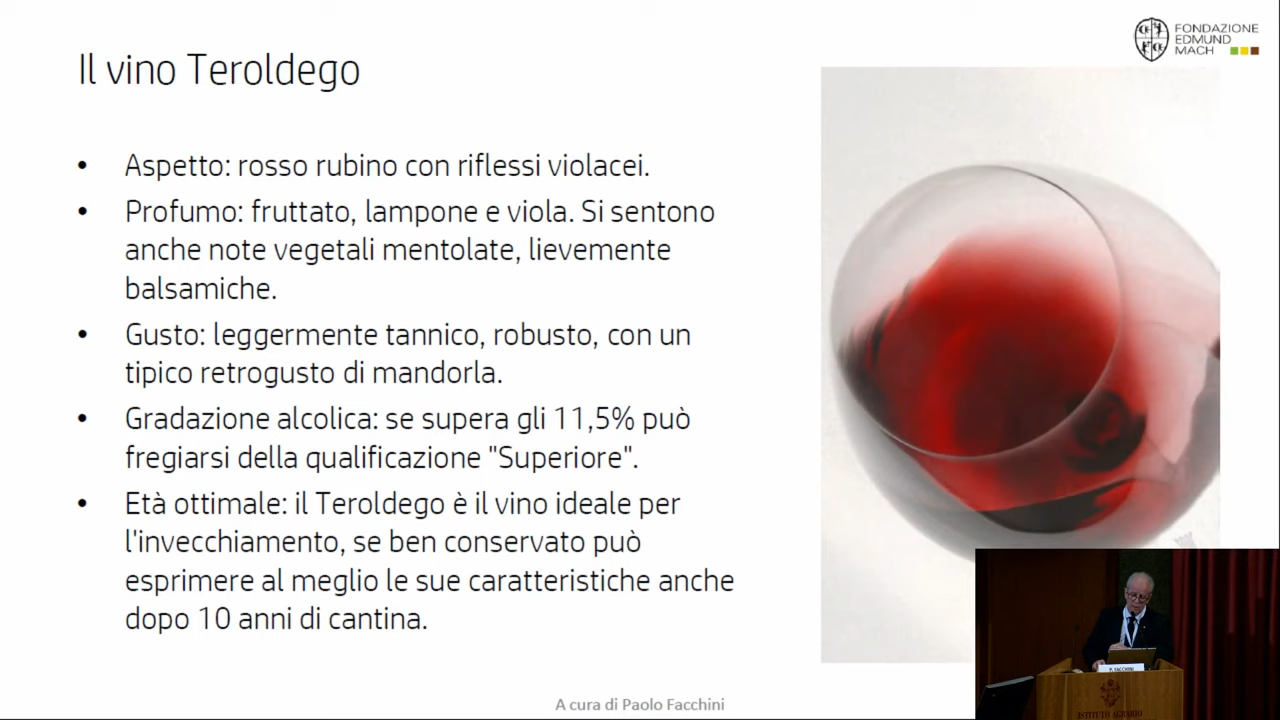 FONDAZIONE
EDMUND
MACH
Il vino Teroldego
• Aspetto: rosso rubino con riflessi violacei.
• Profumo: fruttato, lampone e viola. Si sentono
anche note vegetali mentolate, lievemente
balsamiche.
• Gusto: leggermente tannico, robusto, con un
tipico retrogusto di mandorla.
• Gradazione alcolica: se supera gli 11,5% può
fregiarsi della qualificazione "Superiore".
• Età ottimale: il Teroldego è il vino ideale per
l'invecchiamento, se ben conservato può
esprimere al meglio le sue caratteristiche anche
dopo 10 anni di cantina.
P. FACCHINI
ISTITUTO AGRARIO
A cura di Paolo Facchini